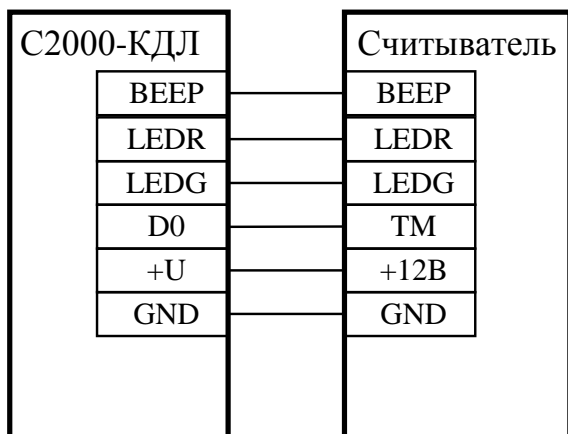 С2000-КДЛ Считыватель
BEEP BEEP
LEDR LEDR
LEDG LEDG
D0 TM
+U +12В
GND GND